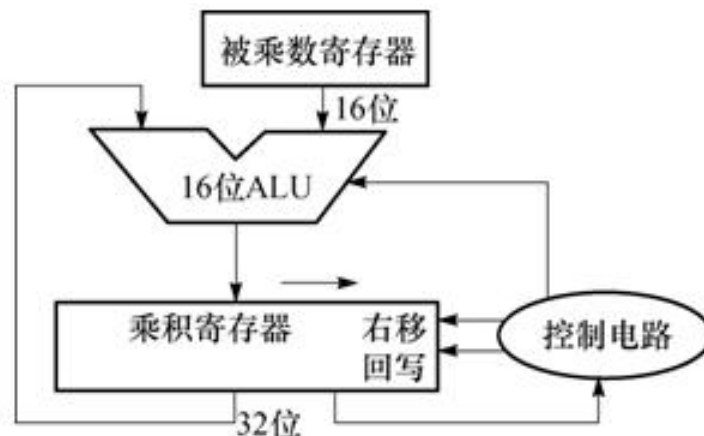 被乘数寄存器
16位
16位ALU
乘积寄存器
右移
回写
控制电路
32位